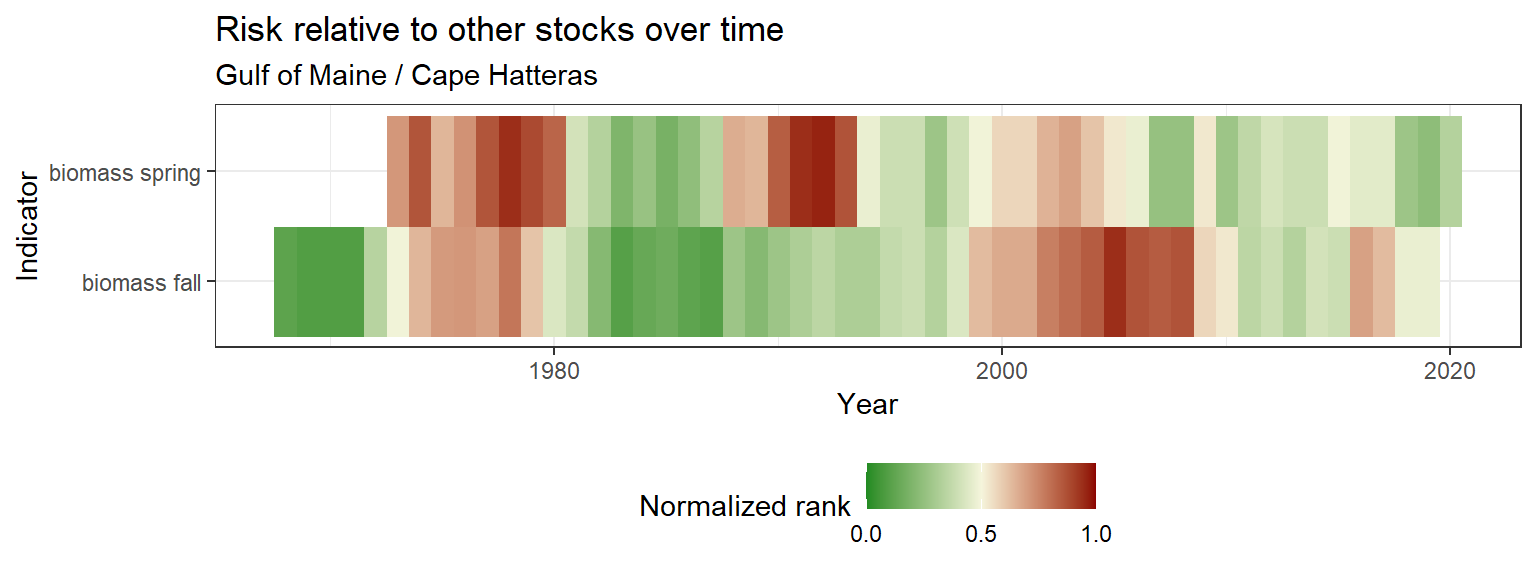 Risk relative to other stocks over time
Gulf of Maine / Cape Hatteras
Indicator
biomass spring
biomass fall
1980 2000 2020
Year
Normalized rank
0.0 0.5 1.0